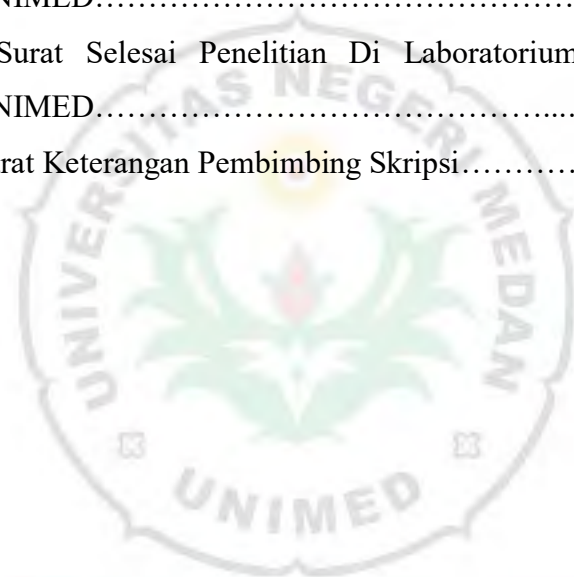 NIMED………………………………………
Surat Selesai Penelitian Di Laboratorium
NIMED……………………………………...
rat Keterangan Pembimbing Skripsi…………
UNIVERSITAS NEGERI MEDAN
UNIMED